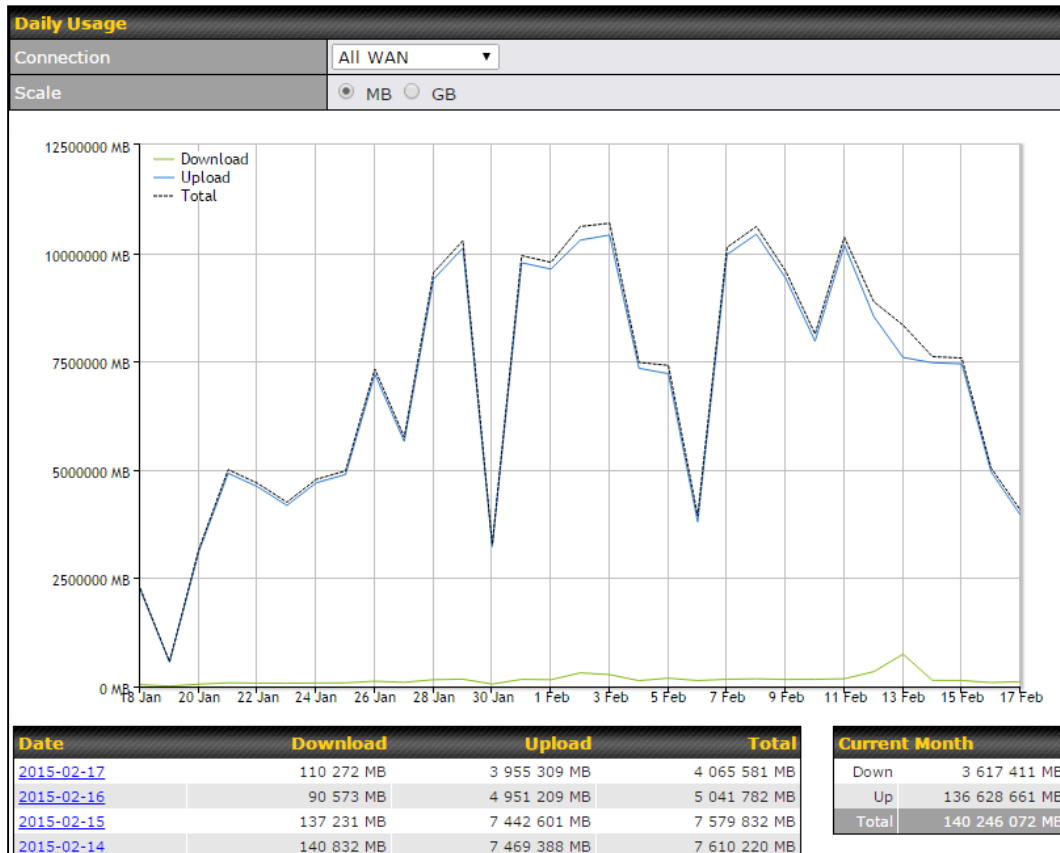 Daily Usage
Connection All WAN
Scale MB GB
12500000 MB
Download
Upload
Total
10000000 MB
7500000 MB
5000000 MB
2500000 MB
0 MB
18 Jan 20 Jan 22 Jan 24 Jan 26 Jan 28 Jan 30 Jan 1 Feb 3 Feb 5 Feb 7 Feb 9 Feb 11 Feb 13 Feb 15 Feb 17 Feb
Date Download Upload Total
2015-02-17 110 272 MB 3 955 309 MB 4 065 581 MB
2015-02-16 90 573 MB 4 951 209 MB 5 041 782 MB
2015-02-15 137 231 MB 7 442 601 MB 7 579 832 MB
2015-02-14 140 832 MB 7 469 388 MB 7 610 220 MB
Current Month
Down 3 617 411 MB
Up 136 628 661 MB
Total 140 246 072 MB